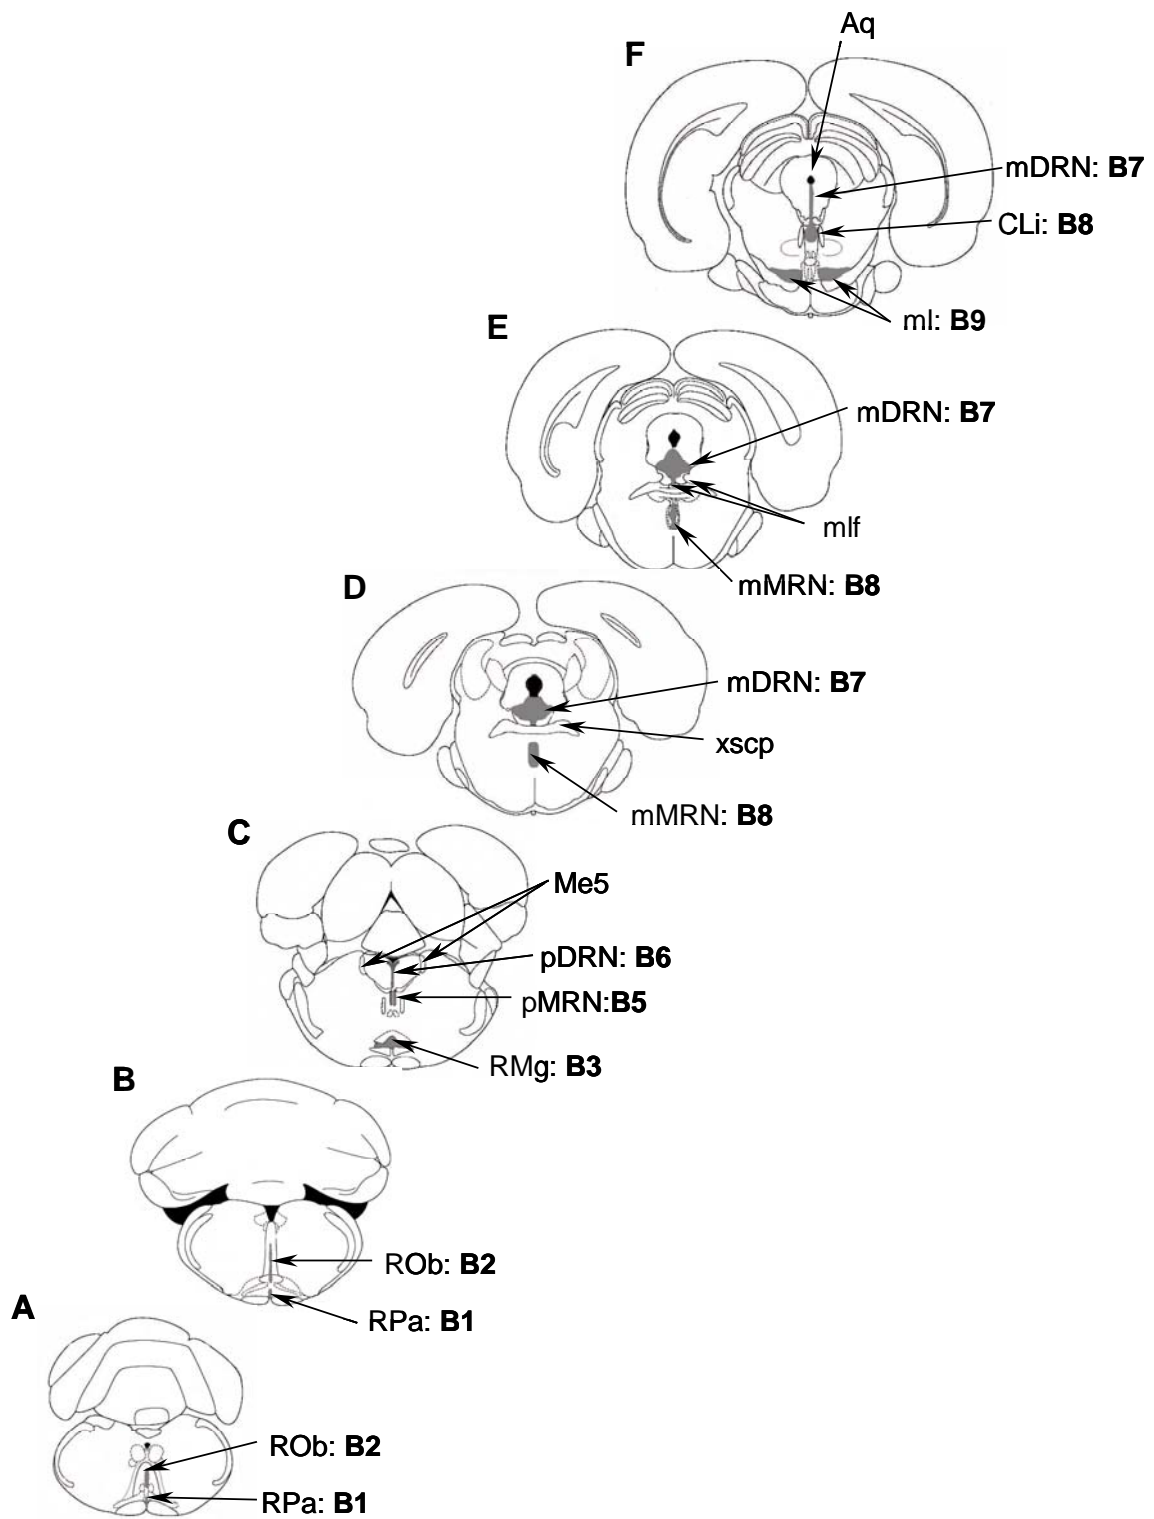 Aq
F
mDRN: B7
CLi: B8
ml: B9
E
mDRN: B7
mlf
mMRN: B8
D
mDRN: B7
xscp
mMRN: B8
C
Me5
pDRN: B6
pMRN:B5
RMg: B3
B
ROb: B2
RPa: B1
A
ROb: B2
RPa: B1